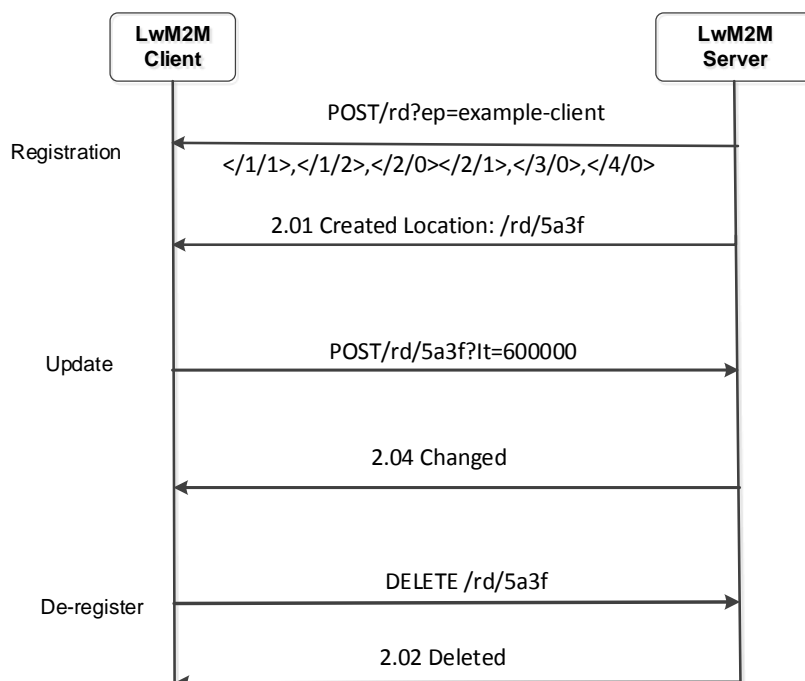 LwM2M
Client
LwM2M
Server
POST/rd?ep=example-client
Registration
</1/1>,</1/2>,</2/0></2/1>,</3/0>,</4/0>
2.01 Created Location: /rd/5a3f
POST/rd/5a3f?It=600000
Update
2.04 Changed
DELETE /rd/5a3f
De-register
2.02 Deleted